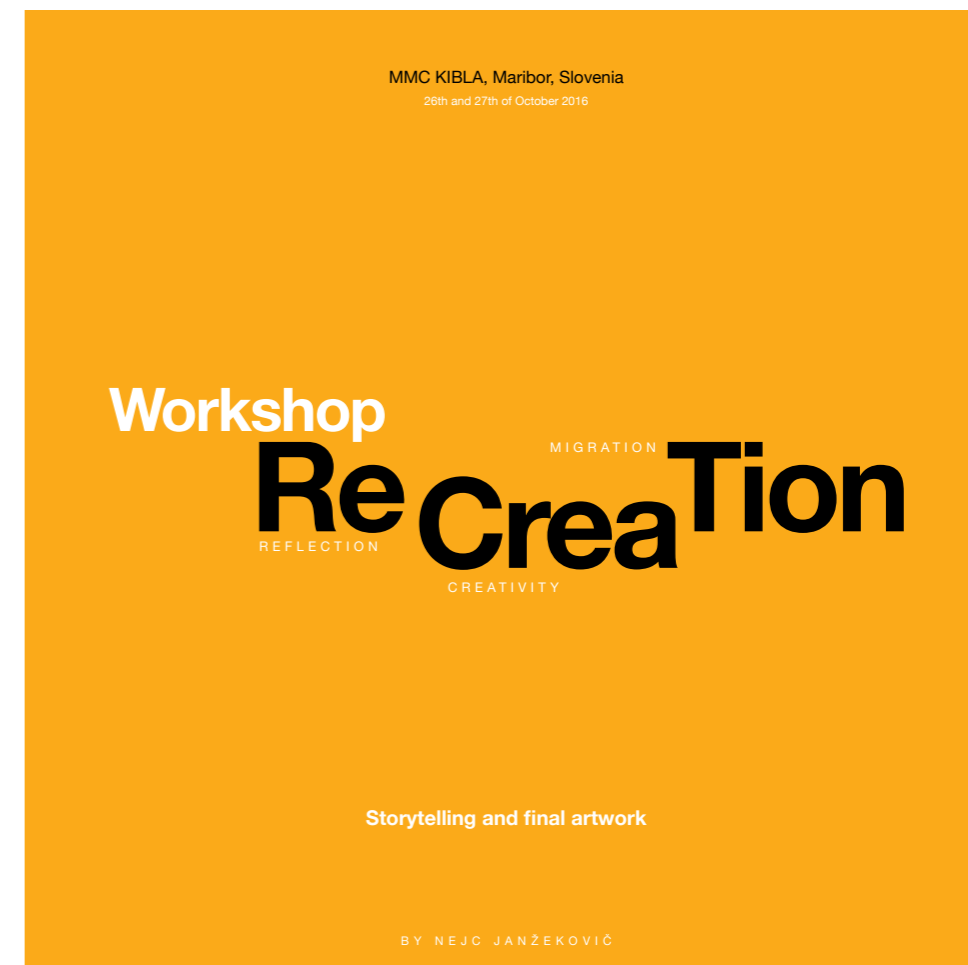 MMC KIBLA, Maribor, Slovenia
26th and 27th of October 2016
Workshop
MIGRATION
ReCreaTion
REFLECTION
CREATIVITY
Storytelling and final artwork
BY NEJC JANŽEKOVIČ